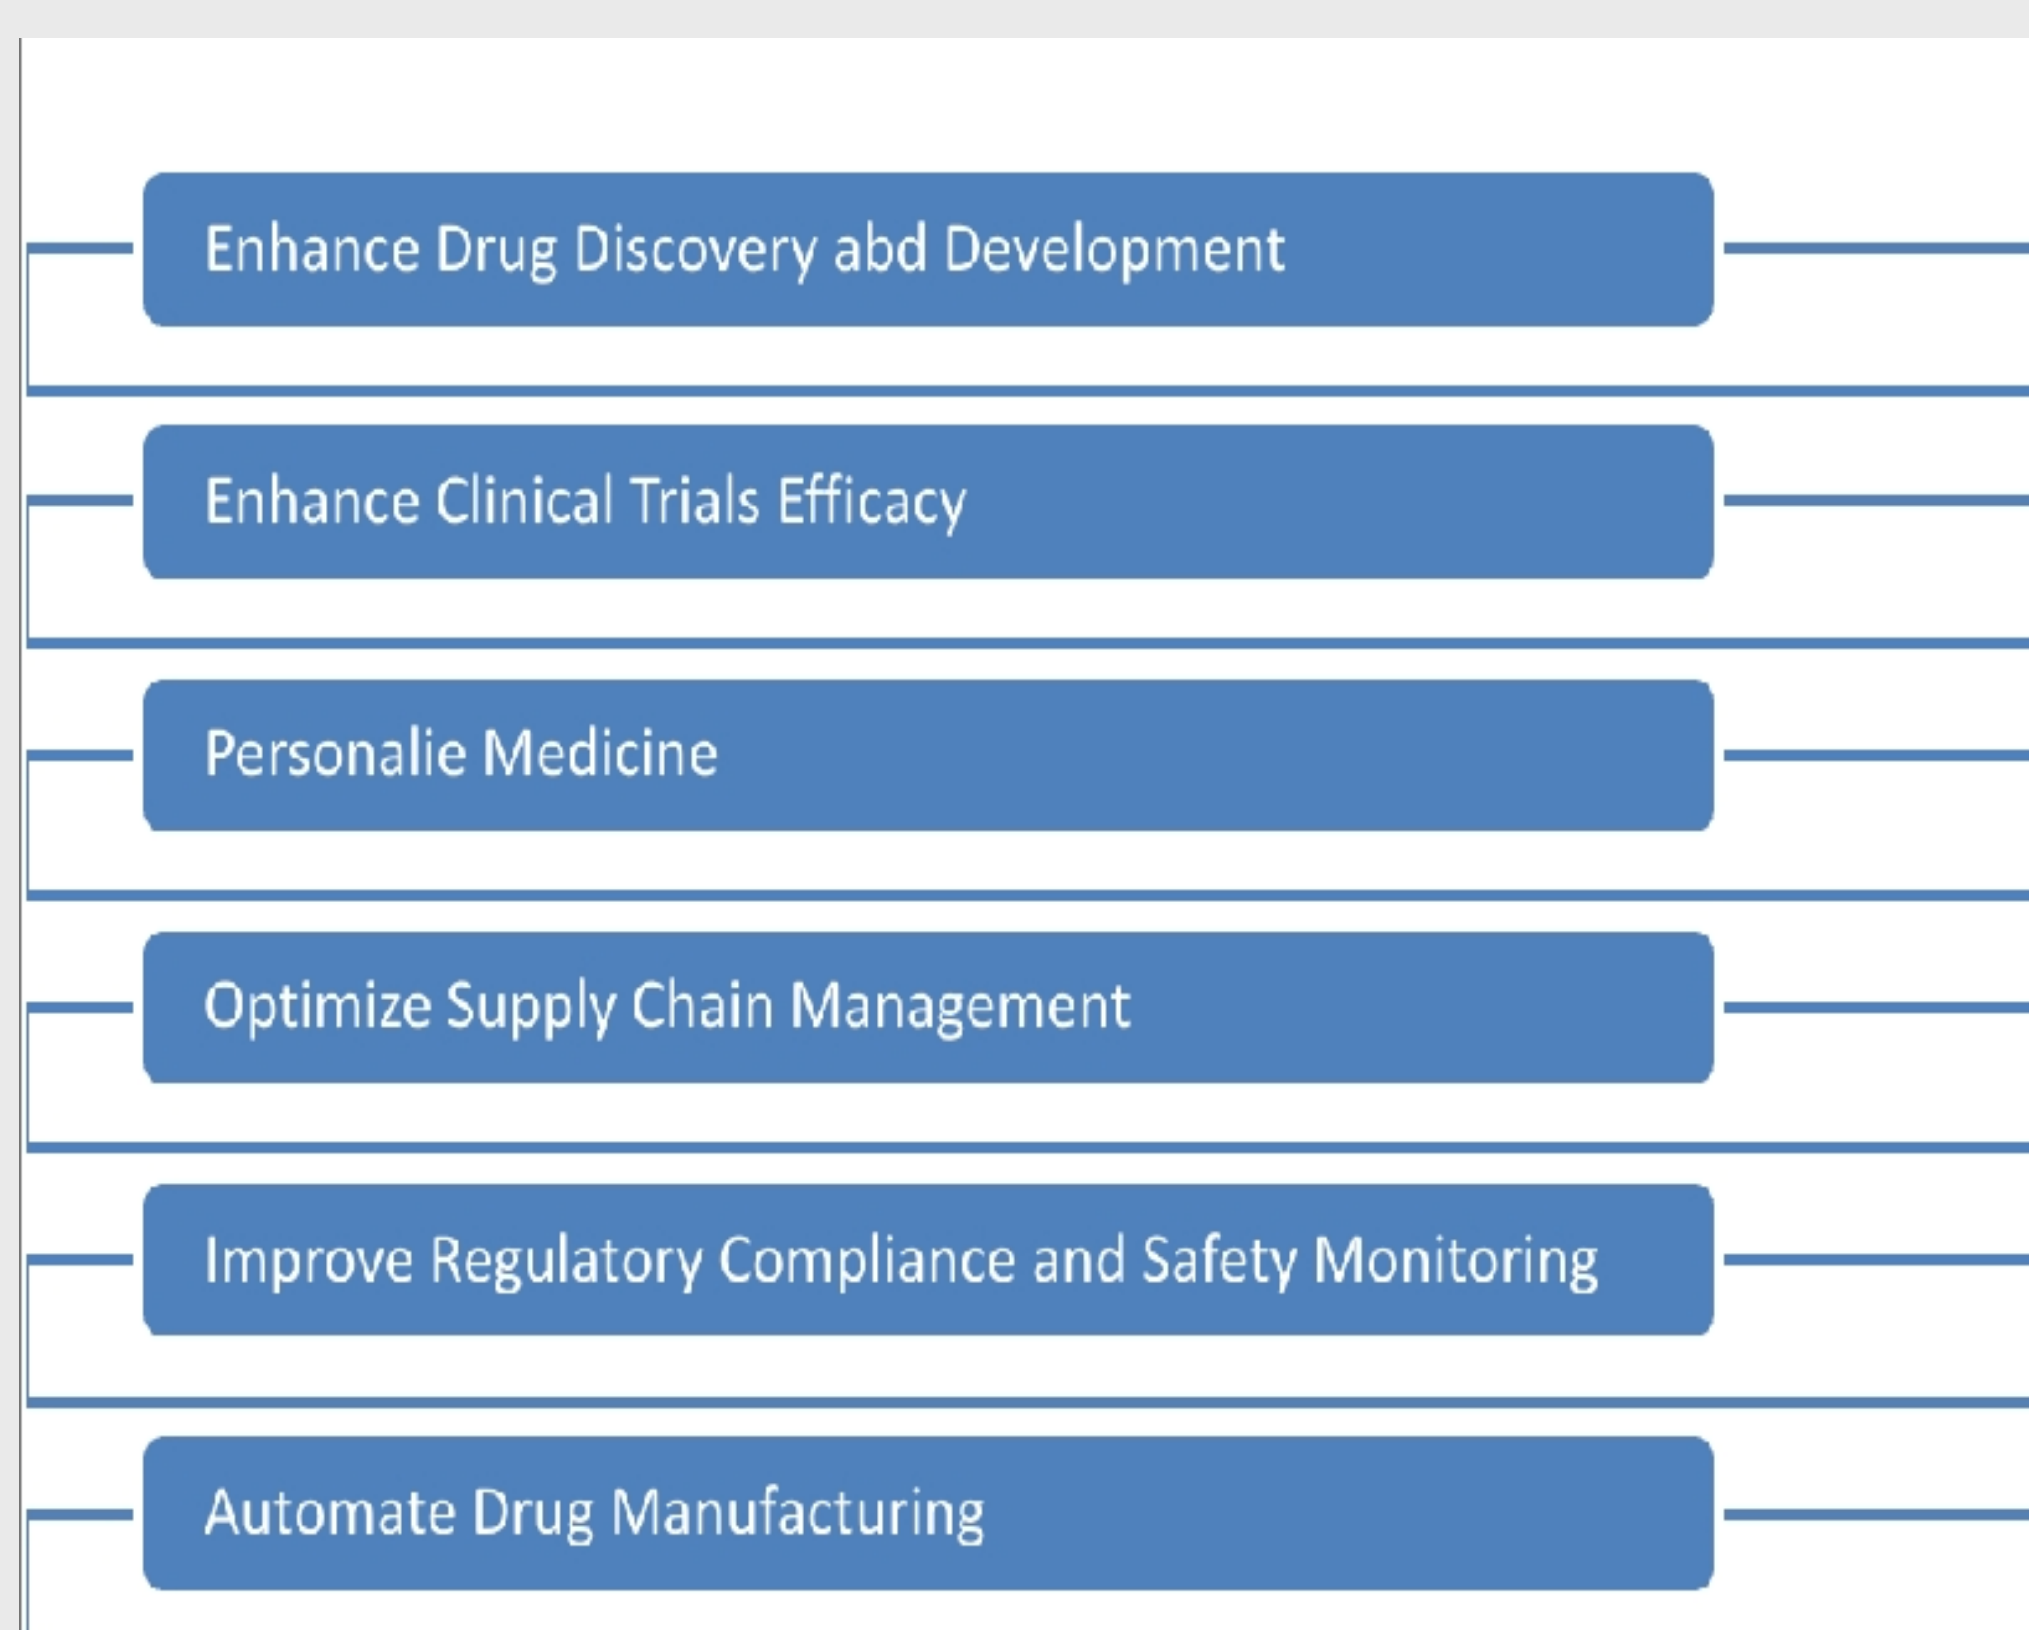 Enhance Drug Discovery abd Development
Enhance Clinical Trials Efficacy
Personalie Medicine
Optimize Supply Chain Management
Improve Regulatory Compliance and Safety Monitoring
Automate Drug Manufacturing